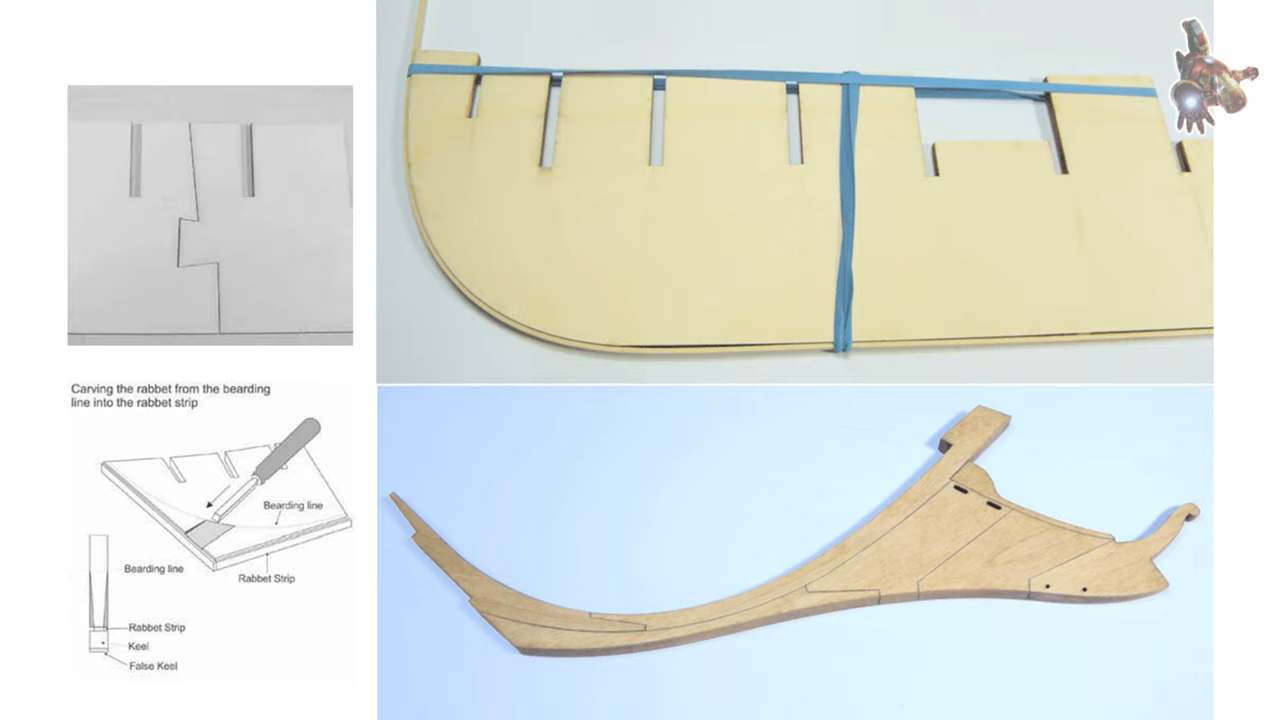 Carving the rabbet from the bearding
line into the rabbet strip
Bearding line
Bearding line
Rabbet Strip
Rabbet Strip
Keel
False Keel